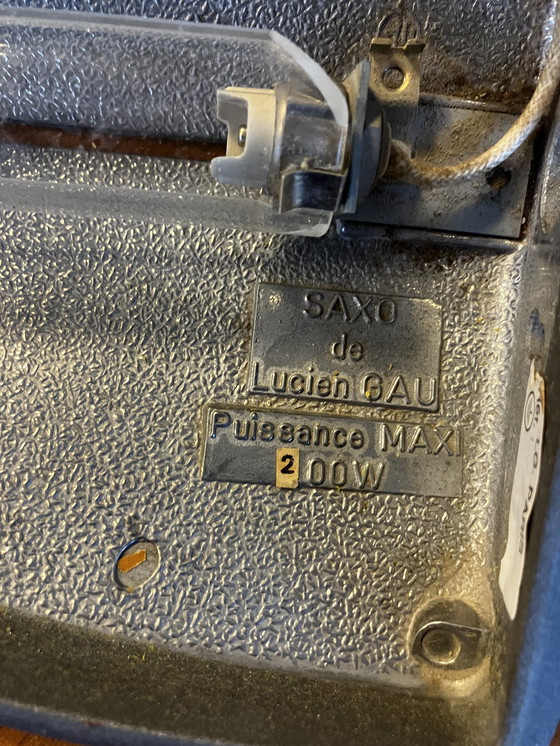 SAXO
de
Lucien GAU
Puissance MAXI
200W